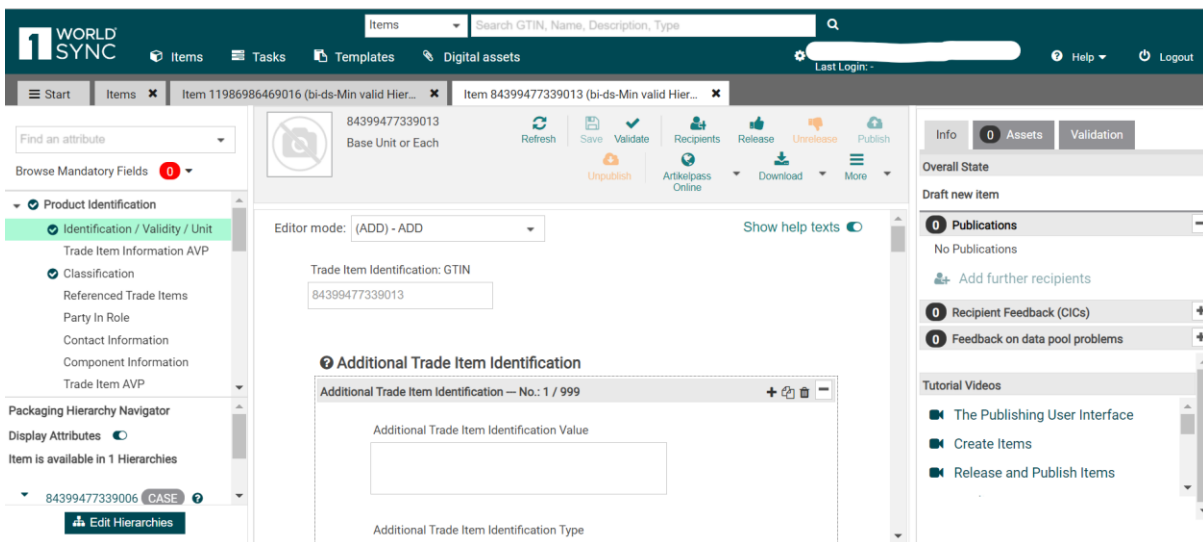 WORLD
1 SYNC
Items
Search GTIN, Name, Description, Type
Items
Tasks
Templates
Digital assets
Last Login: -
Help
Logout
Start
Items
Item 11986986469016 (bi-ds-Min valid Hier...
Item 84399477339013 (bi-ds-Min valid Hier...
Find an attribute
Browse Mandatory Fields 0
Product Identification
Identification / Validity / Unit
Trade Item Information AVP
Classification
Referenced Trade Items
Party In Role
Contact Information
Component Information
Trade Item AVP
Packaging Hierarchy Navigator
Display Attributes
Item is available in 1 Hierarchies
84399477339006 CASE
Edit Hierarchies
84399477339013
Base Unit or Each
Refresh
Save
Validate
Recipients
Release
Unrelease
Publish
Unpublish
Artikelpass
Online
Download
More
Editor mode: (ADD) - ADD
Show help texts
Trade Item Identification: GTIN
84399477339013
Additional Trade Item Identification
Additional Trade Item Identification — No.: 1 / 999
Additional Trade Item Identification Value
Additional Trade Item Identification Type
Info
0 Assets
Validation
Overall State
Draft new item
0 Publications
No Publications
Add further recipients
0 Recipient Feedback (CICs)
0 Feedback on data pool problems
Tutorial Videos
The Publishing User Interface
Create Items
Release and Publish Items